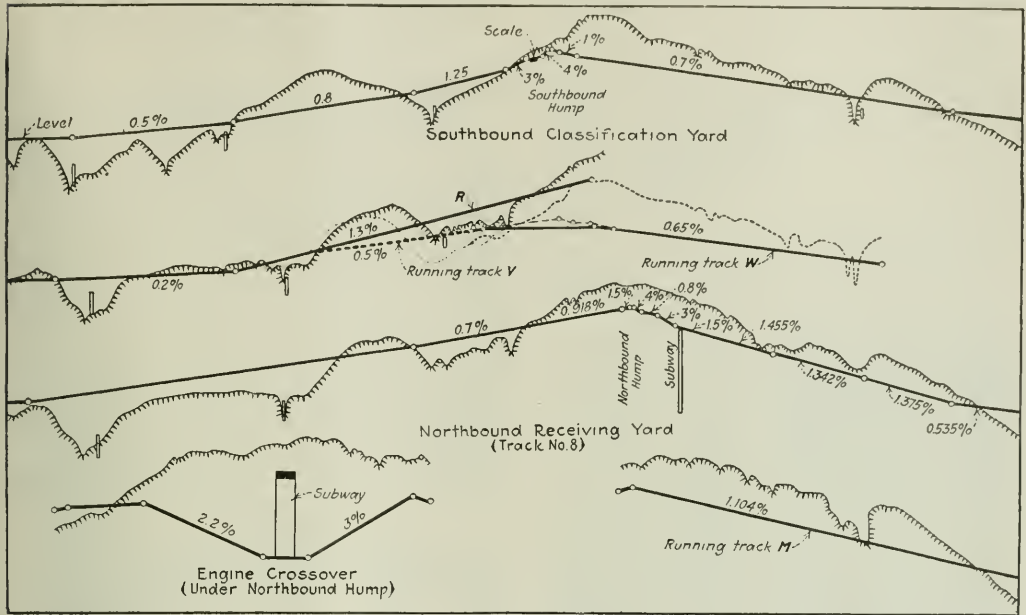 Scale
1%
4%
3%
Southbound
Hump
0.7%
1.25
0.8
0.5%
Level
Southbound Classification Yard
R
1.3%
0.5%
Running track V
0.65%
Running track W
0.2%
0.7%
0.918%
1.5%
4%
0.8%
3%
1.5%
1.455%
1.342%
1.375%
0.535%
Northbound
Hump
Subway
Northbound Receiving Yard
(Track No.8)
2.2%
Subway
3%
Engine Crossover
(Under Northbound Hump)
1.104%
Running track M